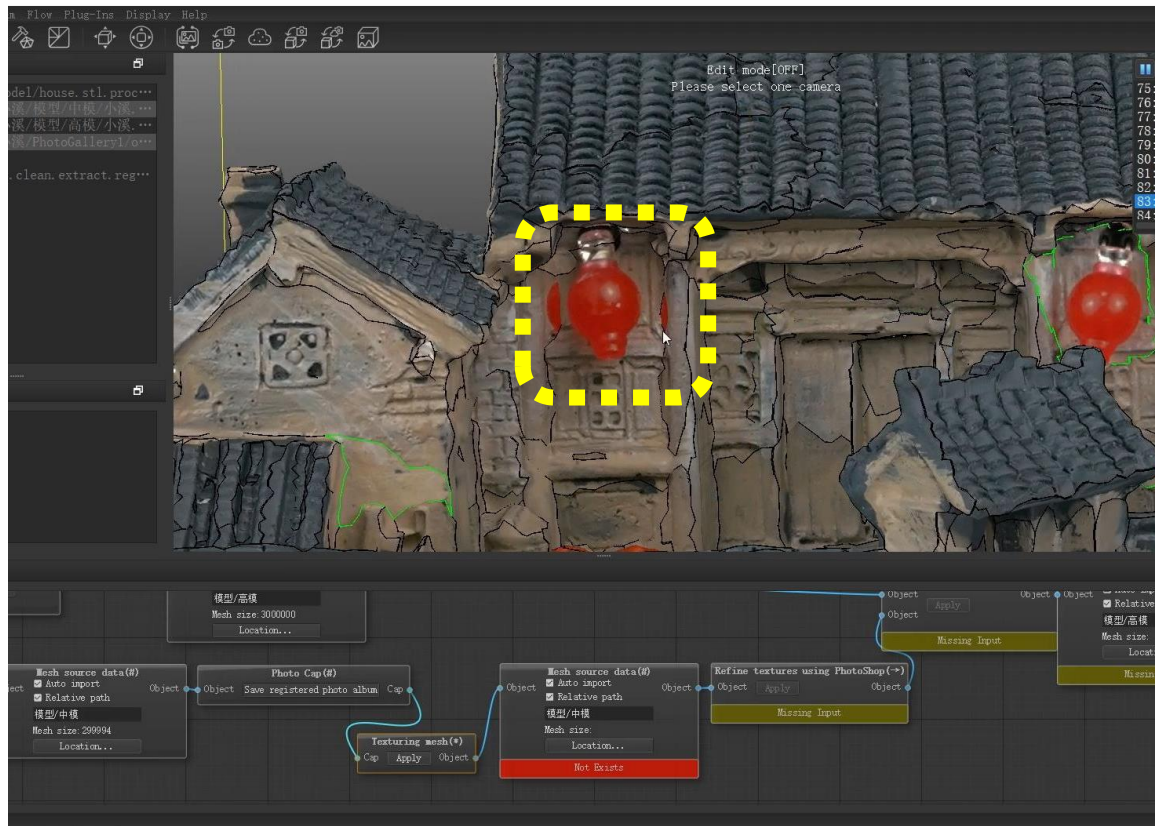 Flow Plug-Ins Display Help
Edit mode[OFF]
Please select one camera
odel/house.stl.proc···
溪/模型/中模/小溪.···
溪/模型/高模/小溪.···
溪/PhotoGallery1/o···
.clean.extract.reg···
75:
76:
77:
78:
79:
80:
81:
82:
83:
84:
模型/高模
Mesh size:3000000
Location...
Object
Object
Apply
Object
Missing Input
Object
Relative
模型/高模
Mesh size:
Mesh source data(#)
Auto import
Relative path
Object
模型/中模
Mesh size:299994
Location...
Photo Cap(#)
Object
Save registered photo album
Cap
Texturing mesh(*)
Cap
Apply
Object
Mesh source data(#)
Object
Auto import
Relative path
Object
模型/中模
Mesh size:
Location...
Not Exists
Refine textures using PhotoShop(→)
Object
Apply
Object
Missing Input